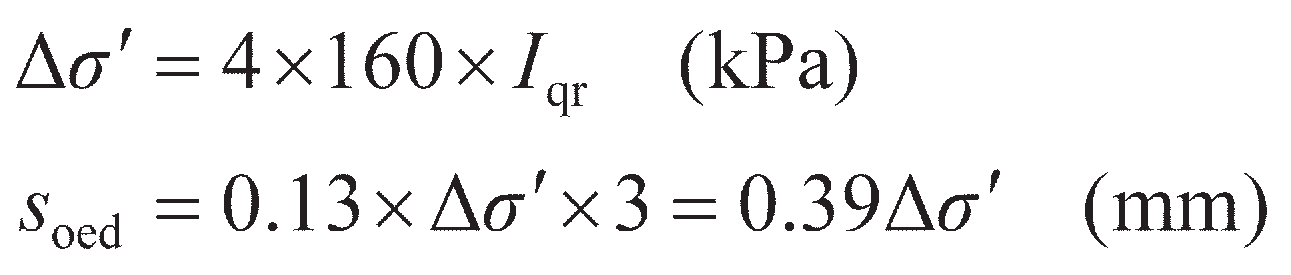 Δσ′ = 4×160×I_qr (kPa)
s_oed = 0.13×Δσ′×3 = 0.39Δσ′ (mm)